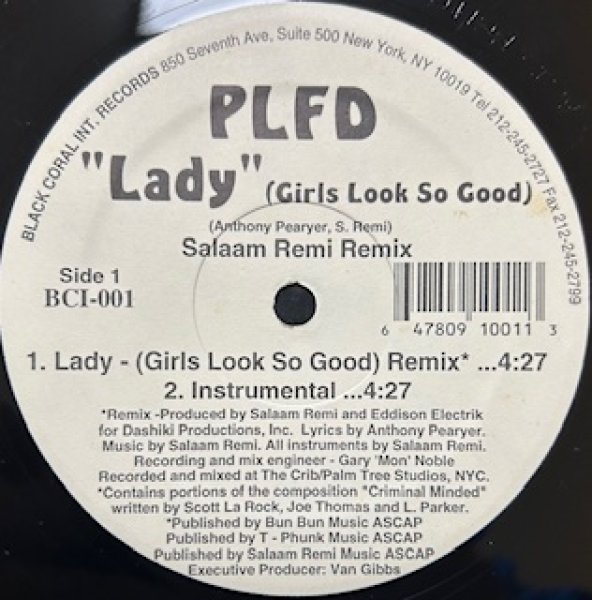 BLACK CORAL INT. RECORDS 850 Seventh Ave, Suite 500 New York, NY 10019 Tel 212-245-2727 Fax 212-245-2799
PLFD
"Lady" (Girls Look So Good)
(Anthony Pearyer, S. Remi)
Salaam Remi Remix
Side 1
BCI-001
6 47809 10011 3
1. Lady - (Girls Look So Good) Remix* ...4:27
2. Instrumental ...4:27
*Remix -Produced by Salaam Remi and Eddison Electrik
for Dashiki Productions, Inc. Lyrics by Anthony Pearyer.
Music by Salaam Remi. All instruments by Salaam Remi.
Recording and mix engineer - Gary 'Mon' Noble
Recorded and mixed at The Crib/Palm Tree Studios, NYC.
*Contains portions of the composition "Criminal Minded"
written by Scott La Rock, Joe Thomas and L. Parker.
*Published by Bun Bun Music ASCAP
Published by T - Phunk Music ASCAP
Published by Salaam Remi Music ASCAP
Executive Producer: Van Gibbs